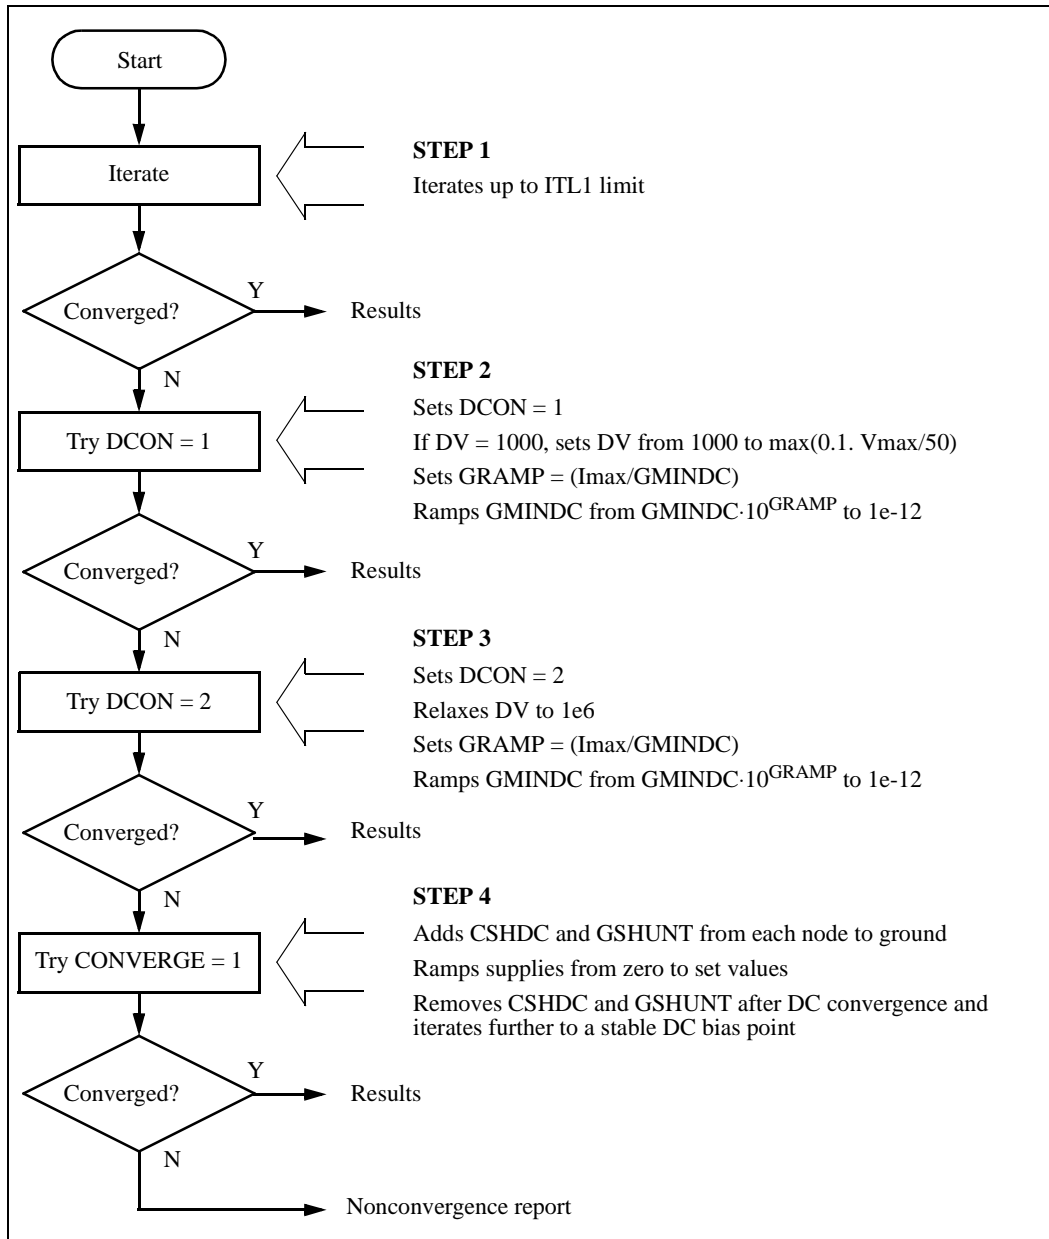 Start
Iterate
STEP 1
Iterates up to ITL1 limit
Converged?
Y
Results
N
STEP 2
Sets DCON = 1
If DV = 1000, sets DV from 1000 to max(0.1. Vmax/50)
Sets GRAMP = (Imax/GMINDC)
Ramps GMINDC from GMINDC·10^GRAMP to 1e-12
Try DCON = 1
Converged?
Y
Results
N
STEP 3
Sets DCON = 2
Relaxes DV to 1e6
Sets GRAMP = (Imax/GMINDC)
Ramps GMINDC from GMINDC·10^GRAMP to 1e-12
Try DCON = 2
Converged?
Y
Results
N
STEP 4
Adds CSHDC and GSHUNT from each node to ground
Ramps supplies from zero to set values
Removes CSHDC and GSHUNT after DC convergence and
iterates further to a stable DC bias point
Try CONVERGE = 1
Converged?
Y
Results
N
Nonconvergence report